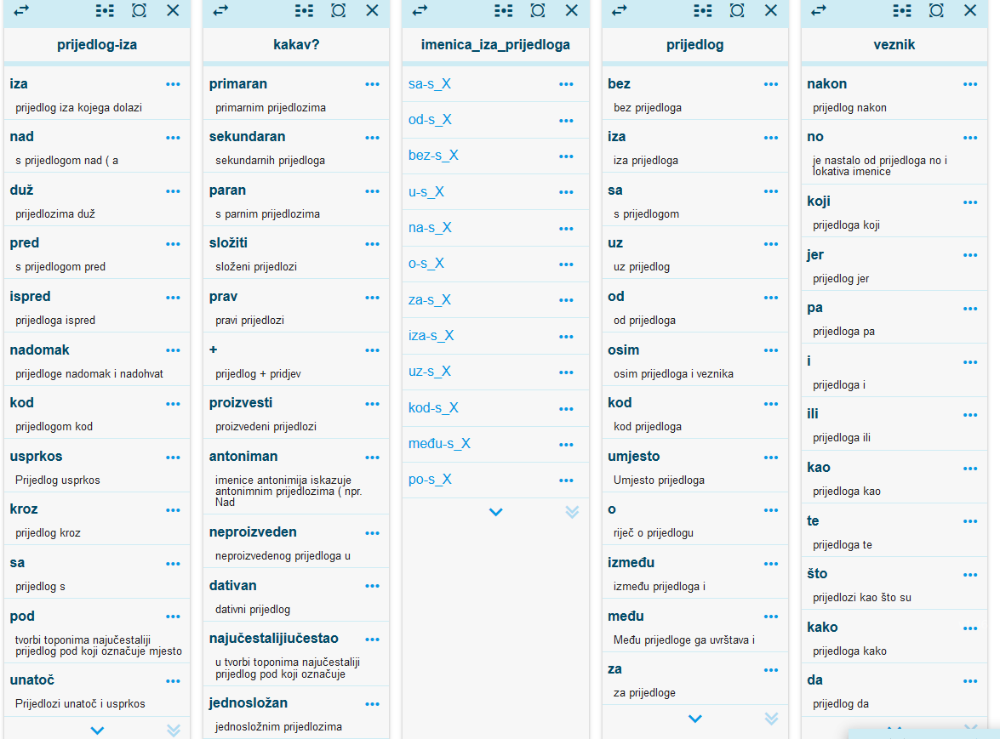 prijedlog-iza
iza
prijedlog iza kojega dolazi
nad
s prijedlogom nad ( a
duž
prijedlozima duž
pred
s prijedlogom pred
ispred
prijedloga ispred
nadomak
prijedloge nadomak i nadohvat
kod
prijedlogom kod
usprkos
Prijedlog usprkos
kroz
prijedlog kroz
sa
prijedlog s
pod
tvorbi toponima najučestaliji
prijedlog pod koji označuje mjesto
unatoč
Prijedlozi unatoč i usprkos
kakav?
primaran
primarnim prijedlozima
sekundaran
sekundarnih prijedloga
paran
s parnim prijedlozima
složiti
složeni prijedlozi
prav
pravi prijedlozi
+
prijedlog + pridjev
proizvesti
proizvedeni prijedlozi
antoniman
imenice antonimija iskazuje
antonimnim prijedlozima ( npr.
Nad
neproizveden
neproizvedenog prijedloga u
dativan
dativni prijedlog
najučestalijiučestao
u tvorbi toponima najučestaliji
prijedlog pod koji označuje
jednosložan
jednosložnim prijedlozima
imenica_iza_prijedloga
sa-s_X
od-s_X
bez-s_X
u-s_X
na-s_X
o-s_X
za-s_X
iza-s_X
uz-s_X
kod-s_X
među-s_X
po-s_X
prijedlog
bez
bez prijedloga
iza
iza prijedloga
sa
s prijedlogom
uz
uz prijedlog
od
od prijedloga
osim
osim prijedloga i veznika
kod
kod prijedloga
umjesto
Umjesto prijedloga
o
riječ o prijedlogu
između
između prijedloga i
među
Među prijedloge ga uvrštava i
za
za prijedloge
veznik
nakon
prijedlog nakon
no
je nastalo od prijedloga no i
lokativa imenice
koji
prijedloga koji
jer
prijedlog jer
pa
prijedloga pa
i
prijedloga i
ili
prijedloga ili
kao
prijedloga kao
te
prijedloga te
što
prijedlozi kao što su
kako
prijedloga kako
da
prijedlog da